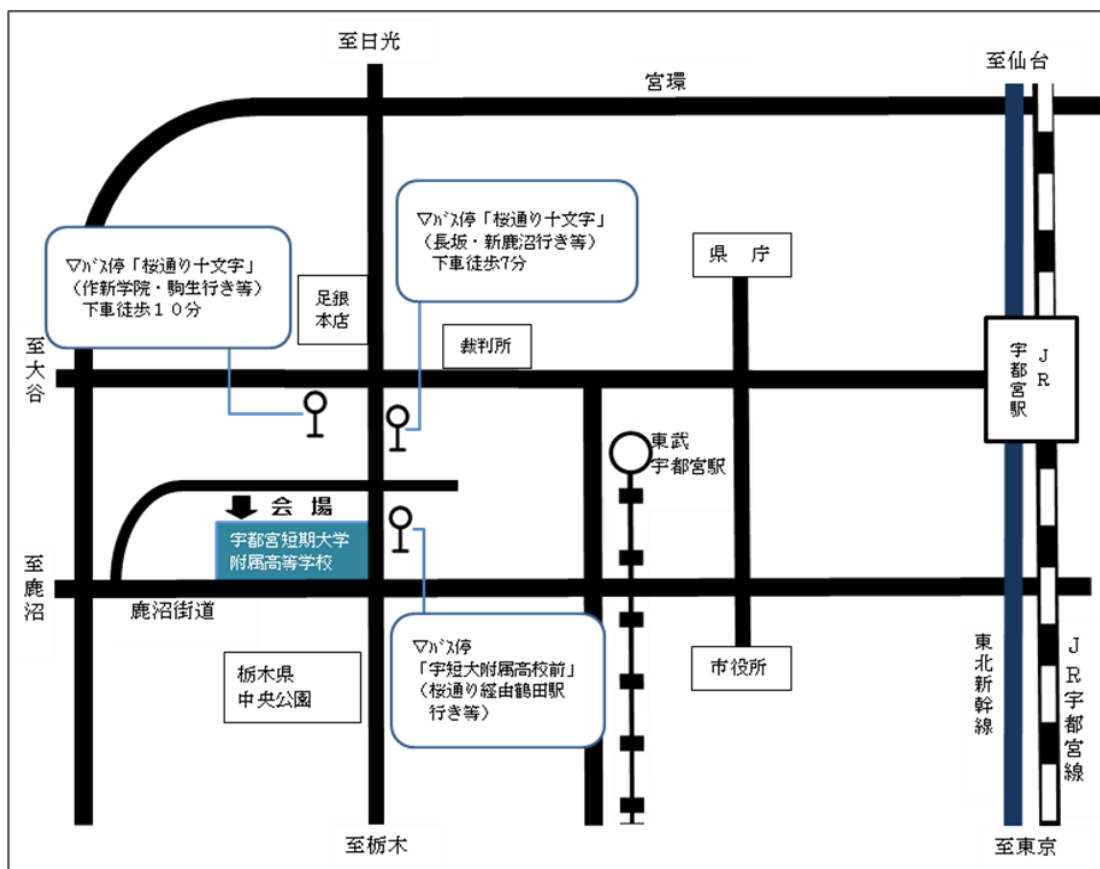 至日光
宮環
至仙台
▽ﾊﾞｽ停「桜通り十文字」
（長坂・新鹿沼行き等）
下車徒歩7分
▽ﾊﾞｽ停「桜通り十文字」
（作新学院・駒生行き等）
下車徒歩１０分
県庁
足銀
本店
裁判所
至大谷
JR
宇都宮駅
東武
宇都宮駅
会場
宇都宮短期大学
附属高等学校
至鹿沼
鹿沼街道
▽ﾊﾞｽ停
「宇短大附属高校前」
（桜通り経由鶴田駅
行き等）
栃木県
中央公園
市役所
東北新幹線
JR宇都宮線
至栃木
至東京